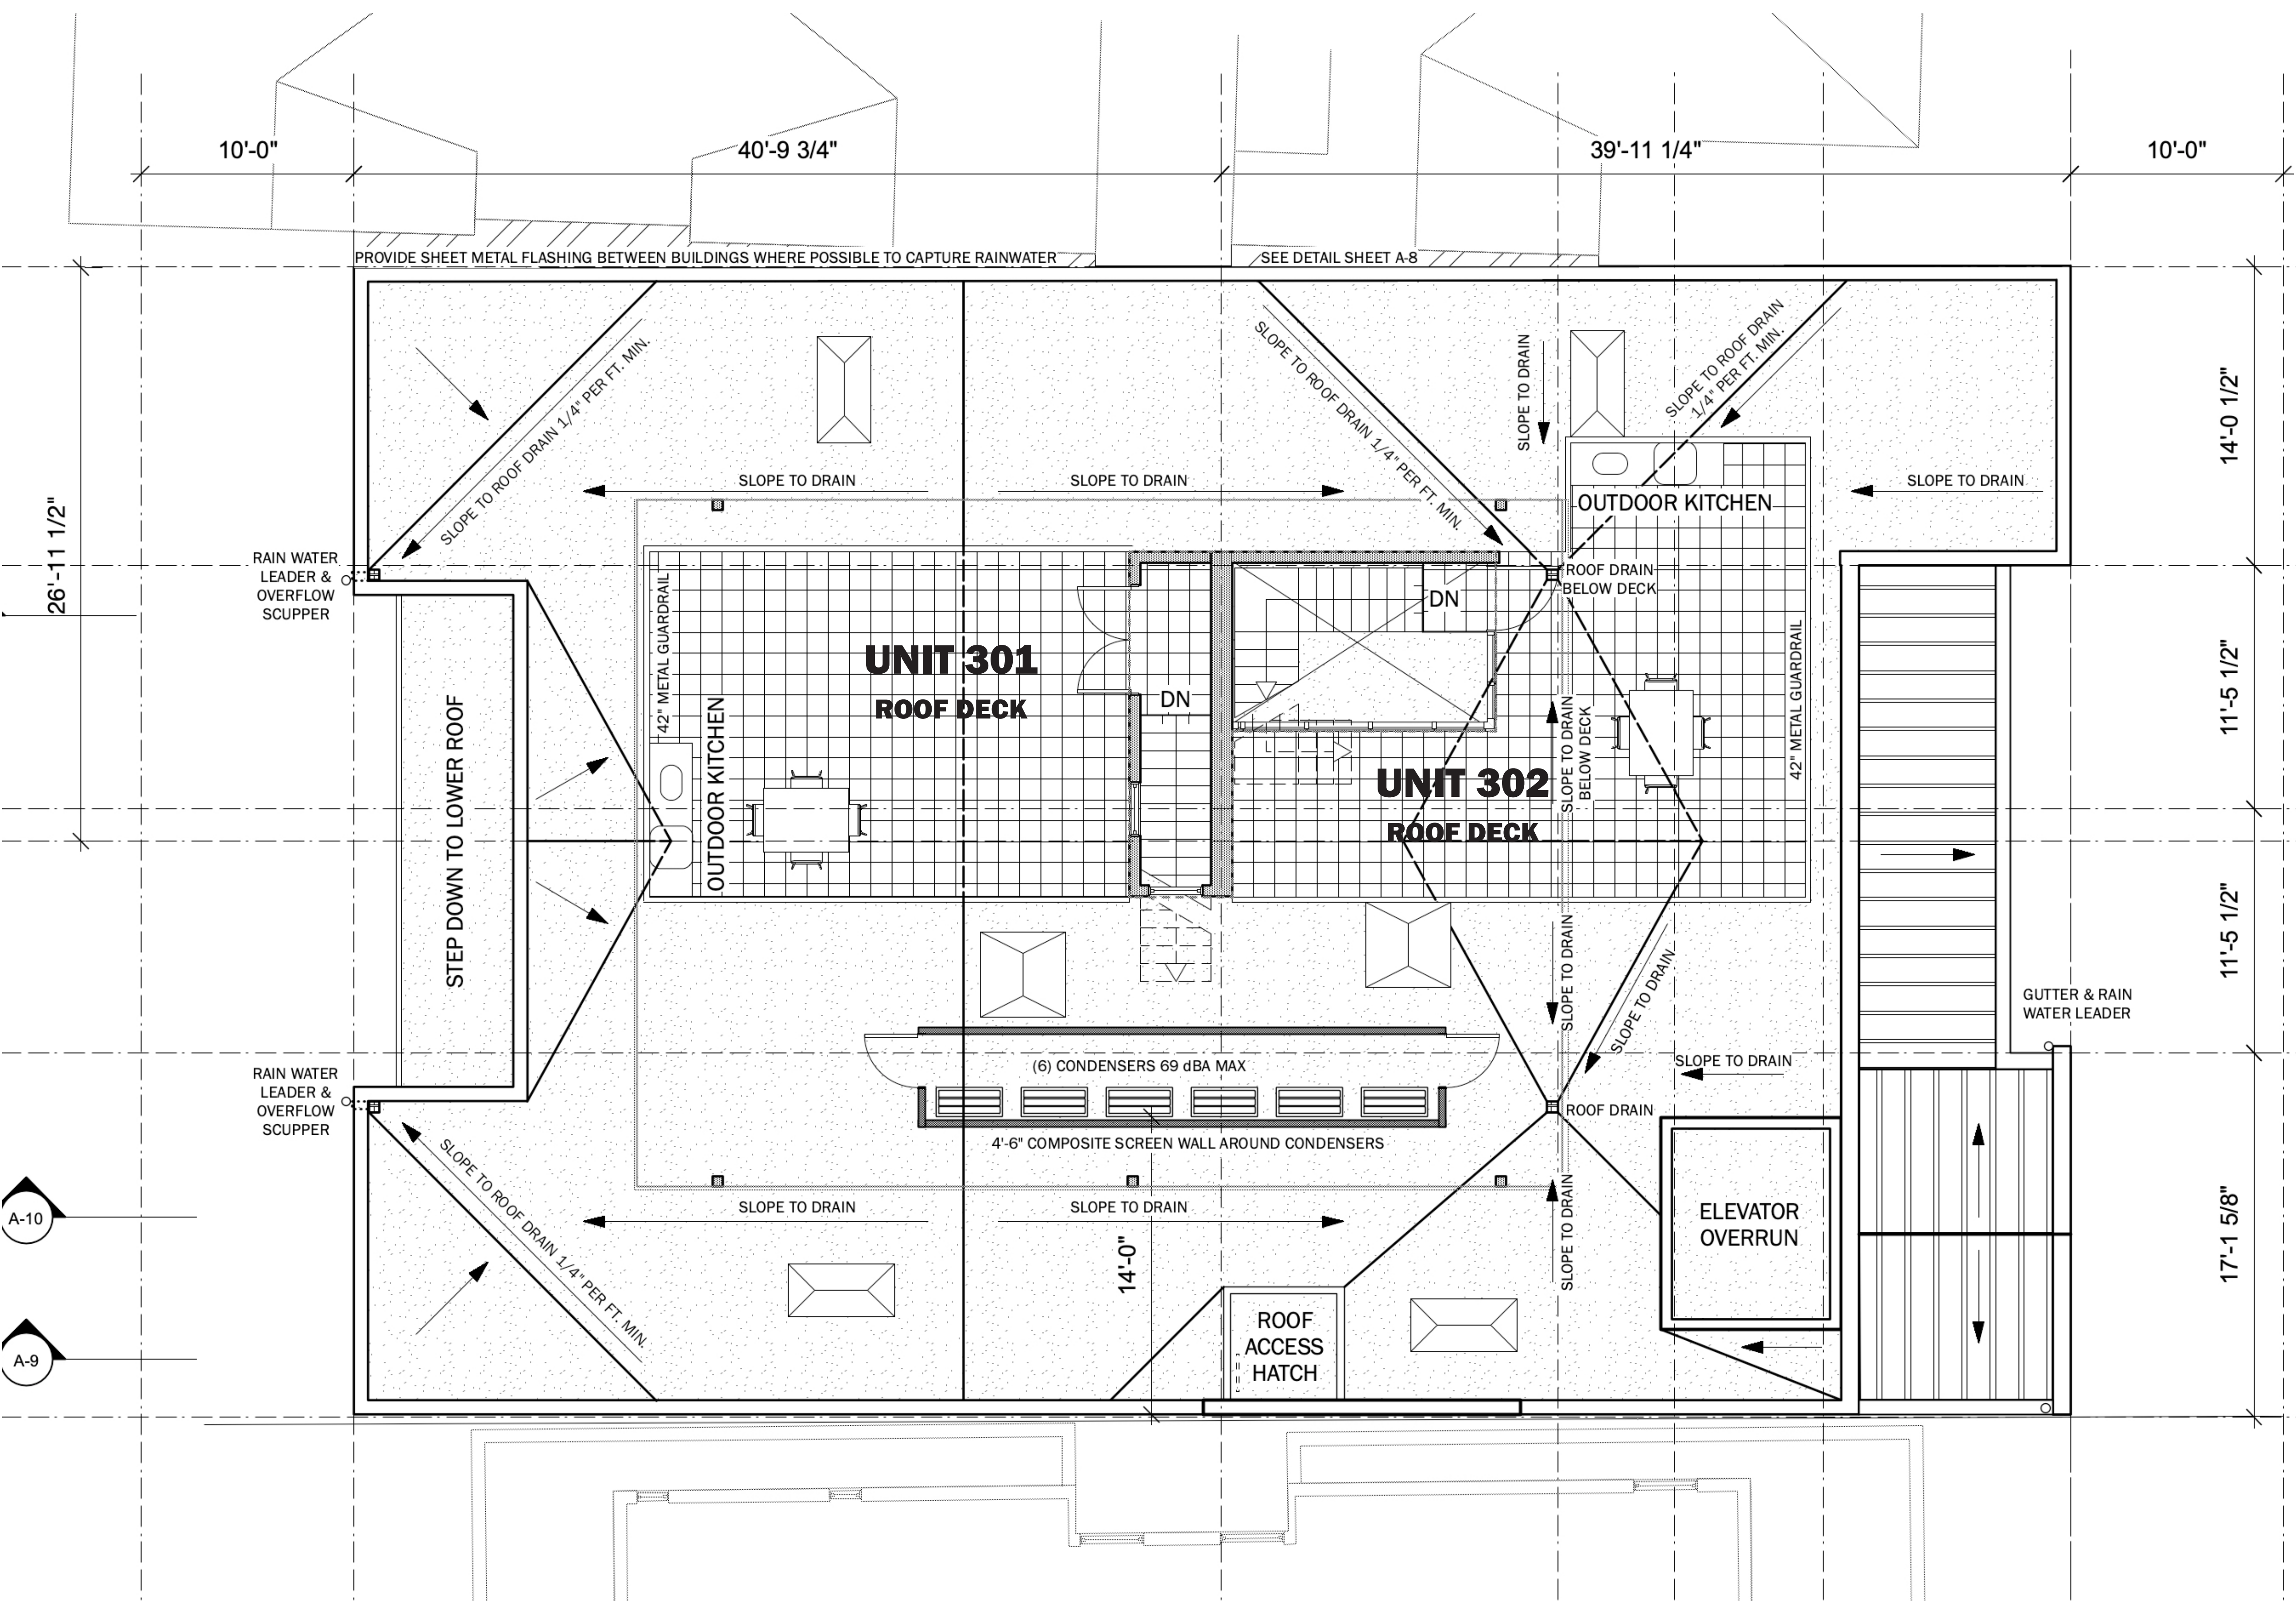 10'-0"
40'-9 3/4"
39'-11 1/4"
10'-0"
PROVIDE SHEET METAL FLASHING BETWEEN BUILDINGS WHERE POSSIBLE TO CAPTURE RAINWATER
SEE DETAIL SHEET A-8
SLOPE TO ROOF DRAIN 1/4" PER FT. MIN.
SLOPE TO ROOF DRAIN 1/4" PER FT. MIN.
SLOPE TO DRAIN
SLOPE TO ROOF DRAIN
1/4" PER FT. MIN.
14'-0 1/2"
SLOPE TO DRAIN
SLOPE TO DRAIN
SLOPE TO DRAIN
OUTDOOR KITCHEN
26'-11 1/2"
RAIN WATER
LEADER &
OVERFLOW
SCUPPER
ROOF DRAIN
BELOW DECK
42" METAL GUARDRAIL
DN
UNIT 301
ROOF DECK
DN
42" METAL GUARDRAIL
11'-5 1/2"
STEP DOWN TO LOWER ROOF
OUTDOOR KITCHEN
UNIT 302
ROOF DECK
SLOPE TO DRAIN
BELOW DECK
SLOPE TO DRAIN
SLOPE TO DRAIN
11'-5 1/2"
GUTTER & RAIN
WATER LEADER
RAIN WATER
LEADER &
OVERFLOW
SCUPPER
(6) CONDENSERS 69 dBA MAX
SLOPE TO DRAIN
ROOF DRAIN
4'-6" COMPOSITE SCREEN WALL AROUND CONDENSERS
SLOPE TO ROOF DRAIN 1/4" PER FT. MIN.
SLOPE TO DRAIN
SLOPE TO DRAIN
SLOPE TO DRAIN
ELEVATOR
OVERRUN
A-10
14'-0"
17'-1 5/8"
ROOF
ACCESS
HATCH
A-9